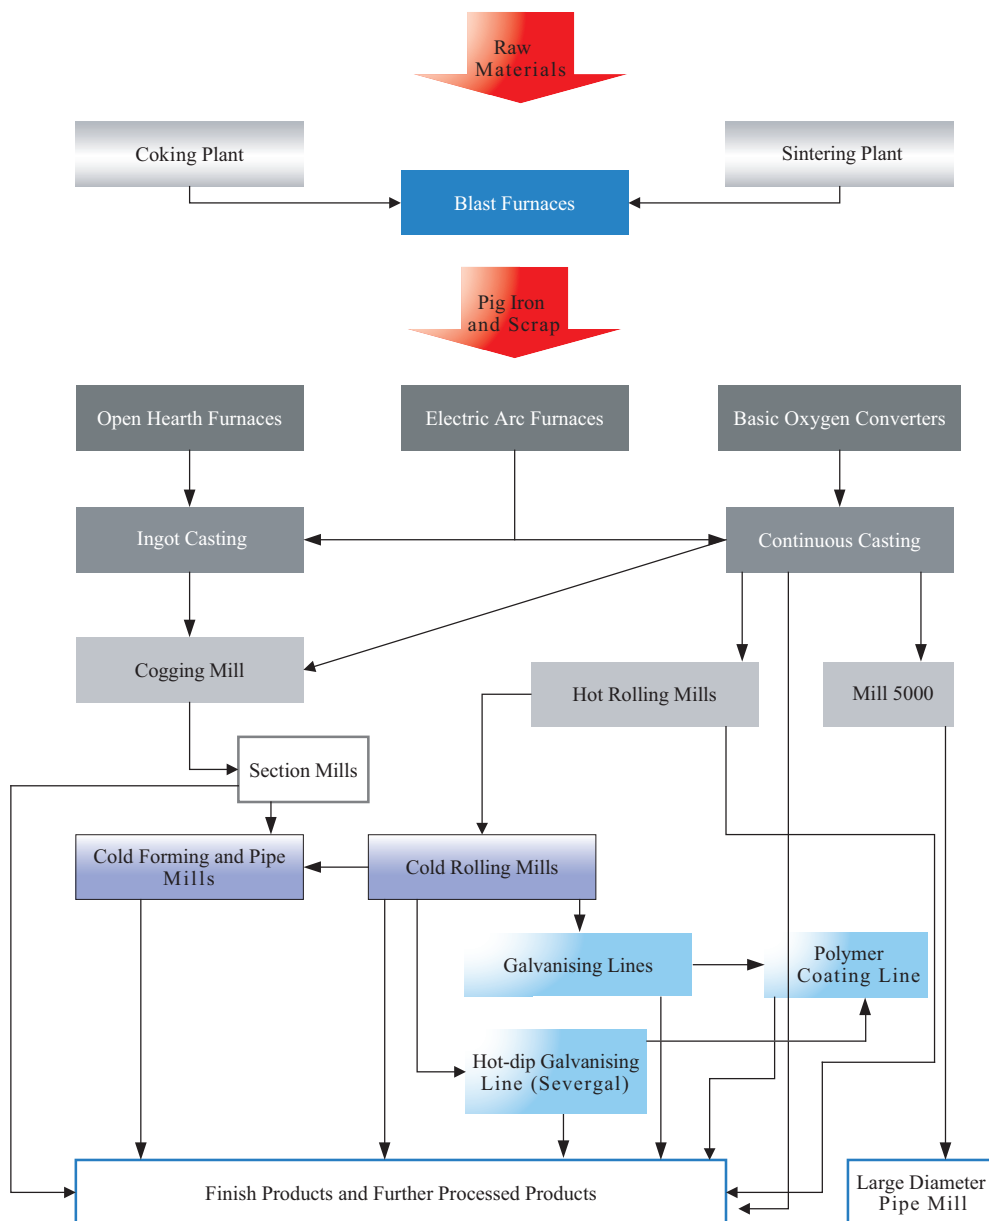 Raw
Materials
Coking Plant
Sintering Plant
Blast Furnaces
Pig Iron
and Scrap
Open Hearth Furnaces
Electric Arc Furnaces
Basic Oxygen Converters
Ingot Casting
Continuous Casting
Cogging Mill
Hot Rolling Mills
Mill 5000
Section Mills
Cold Forming and Pipe
Mills
Cold Rolling Mills
Galvanising Lines
Polymer
Coating Line
Hot-dip Galvanising
Line (Severgal)
Finish Products and Further Processed Products
Large Diameter
Pipe Mill